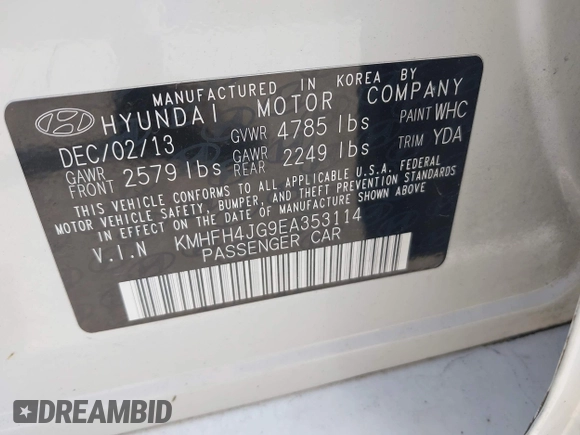 MANUFACTURED IN KOREA BY
HYUNDAI MOTOR COMPANY
DEC/02/13 GVWR 4785 lbs PAINT WHC
GAWR FRONT 2579 lbs GAWR REAR 2249 lbs TRIM YDA
THIS VEHICLE CONFORMS TO ALL APPLICABLE U.S.A. FEDERAL
MOTOR VEHICLE SAFETY, BUMPER, AND THEFT PREVENTION STANDARDS
IN EFFECT ON THE DATE OF MANUFACTURE SHOWN ABOVE.
V.I.N KMHFH4JG9EA353114
PASSENGER CAR
DREAMBID